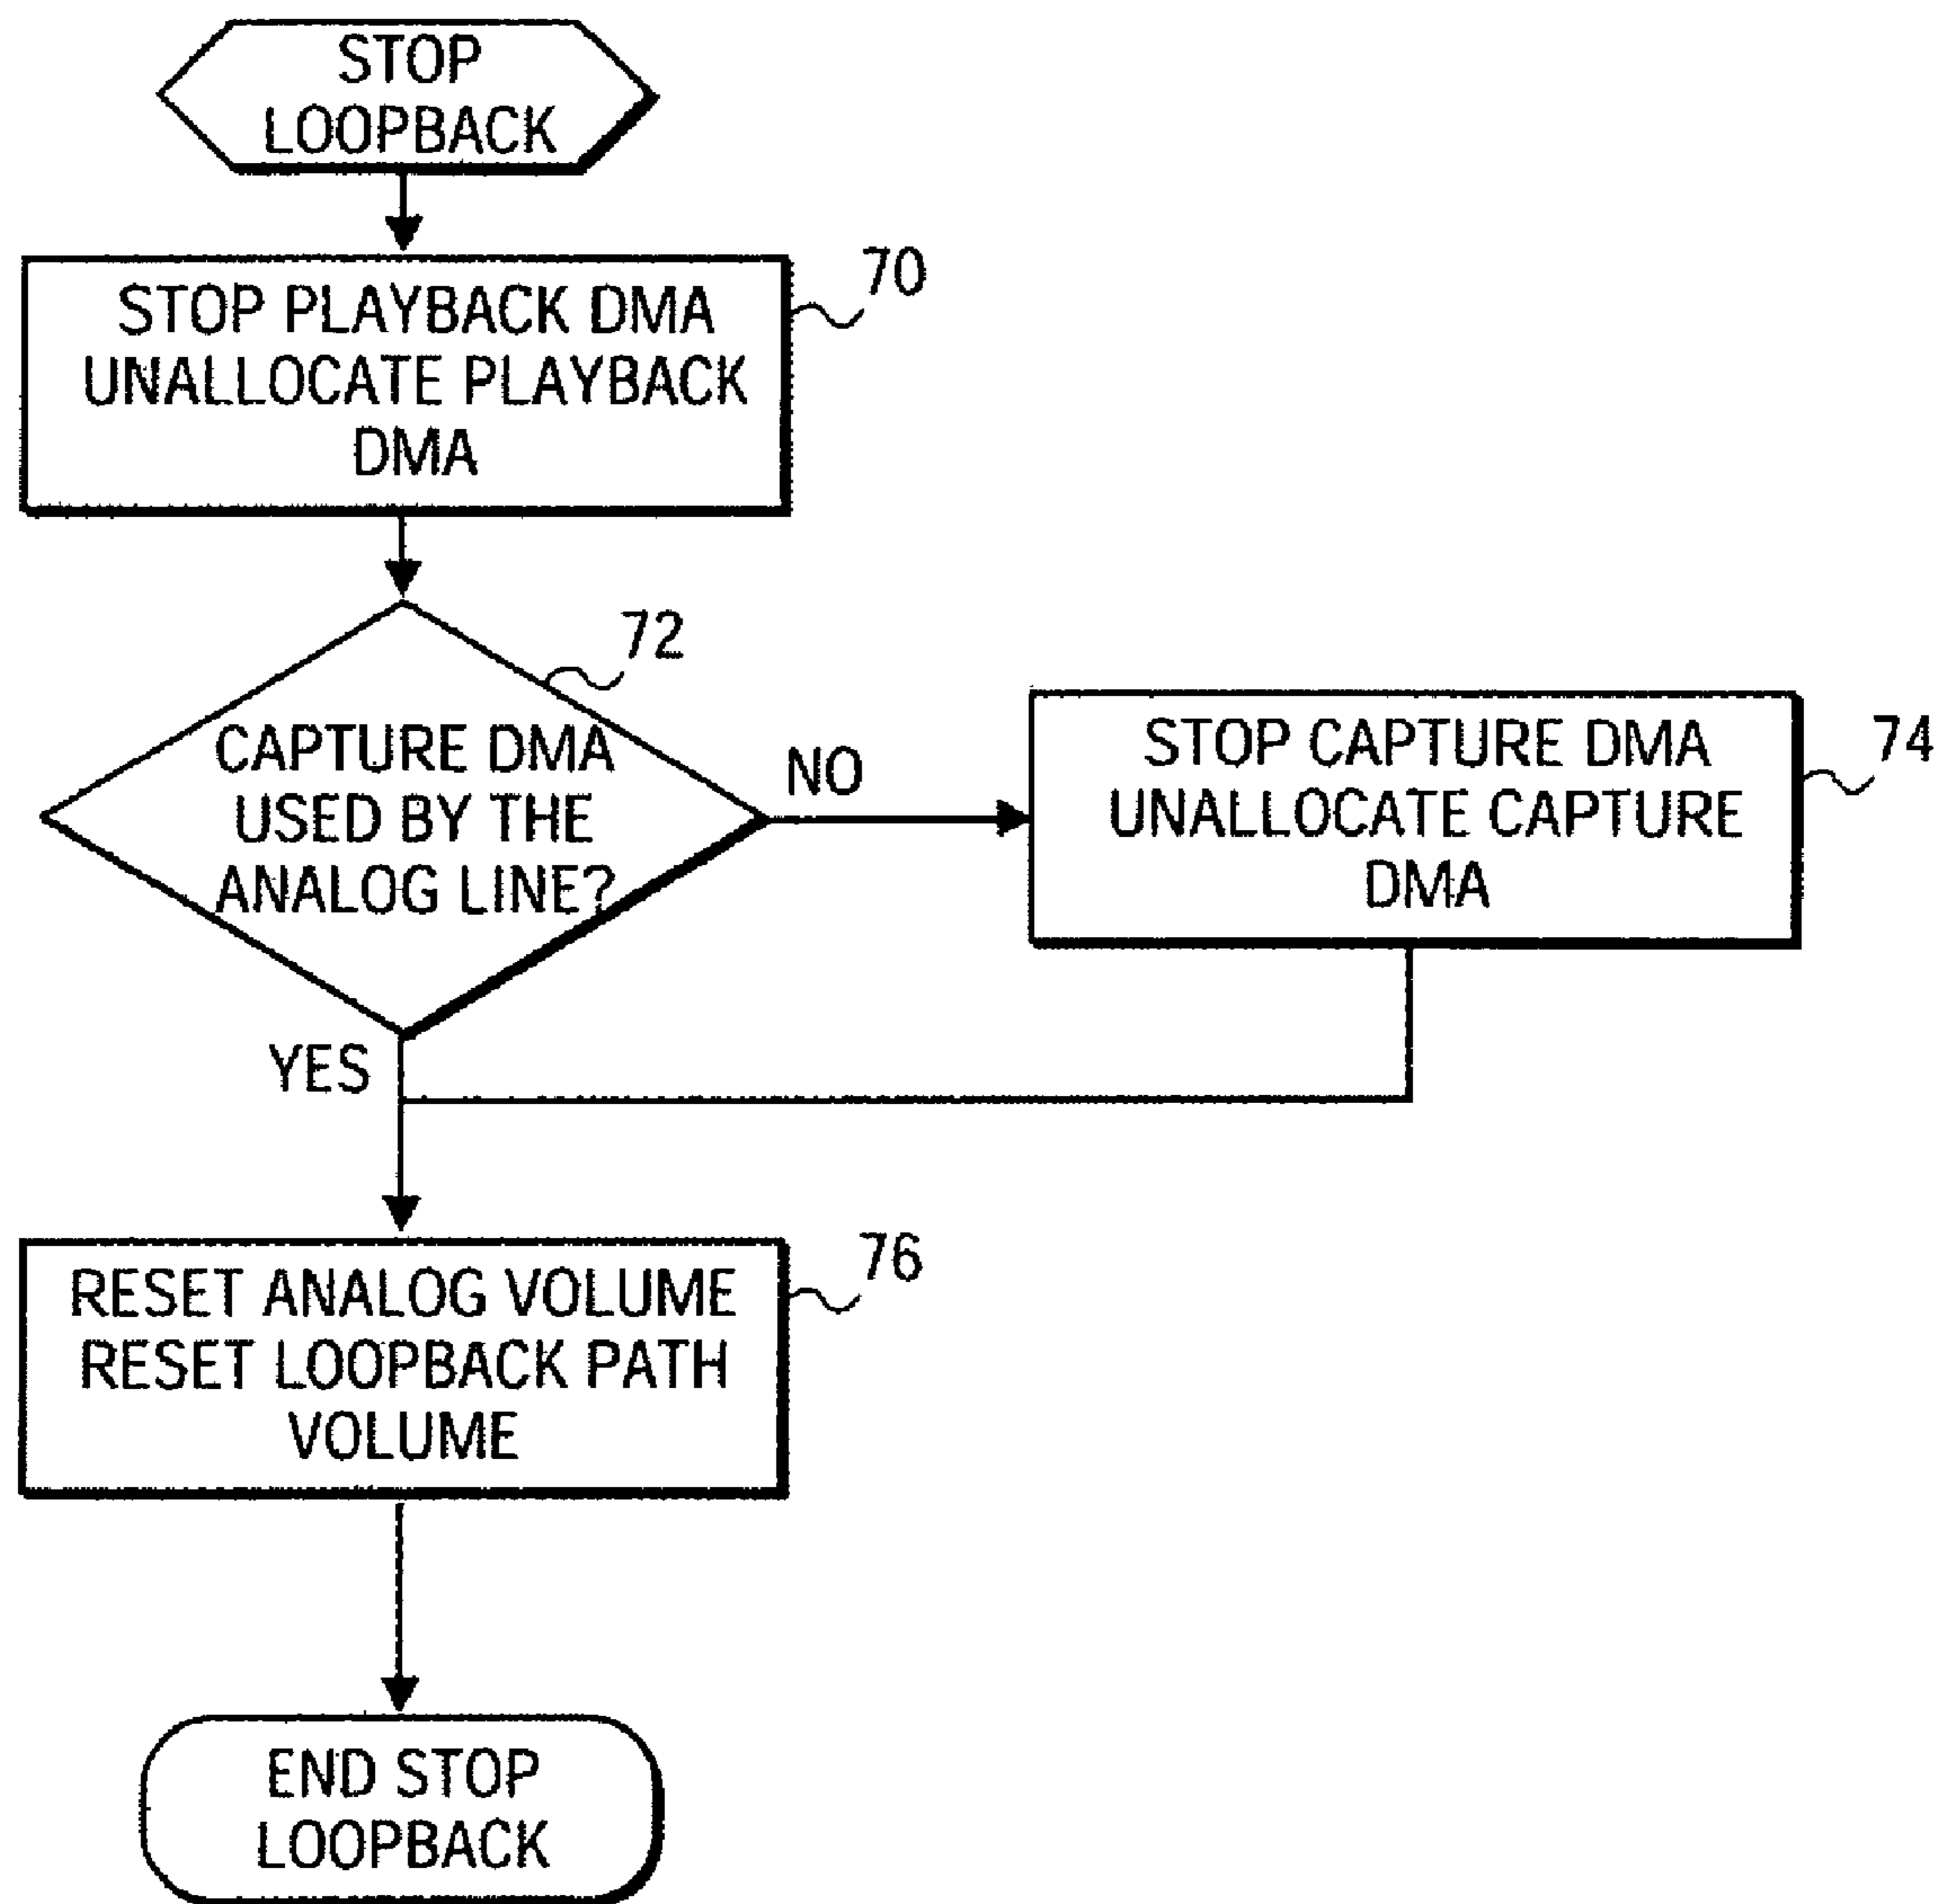 STOP
LOOPBACK
70
STOP PLAYBACK DMA
UNALLOCATE PLAYBACK
DMA
72
CAPTURE DMA
USED BY THE
ANALOG LINE?
NO
74
STOP CAPTURE DMA
UNALLOCATE CAPTURE
DMA
YES
76
RESET ANALOG VOLUME
RESET LOOPBACK PATH
VOLUME
END STOP
LOOPBACK